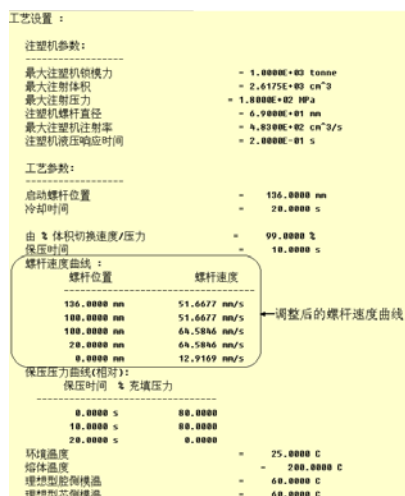 工艺设置 :
注塑机参数:
------------------
最大注塑机锁模力 = 1.0000E+03 tonne
最大注射体积 = 2.6175E+03 cm^3
最大注射压力 = 1.8000E+02 MPa
注塑机螺杆直径 = 6.9000E+01 mm
最大注塑机注射率 = 4.8300E+02 cm^3/s
注塑机液压响应时间 = 2.0000E-01 s
工艺参数:
------------------
启动螺杆位置 = 136.0000 mm
冷却时间 = 20.0000 s
由 % 体积切换速度/压力 = 99.0000 %
保压时间 = 10.0000 s
螺杆速度曲线 :
螺杆位置 螺杆速度
------------------------------------
136.0000 mm 51.6677 mm/s
100.0000 mm 51.6677 mm/s
100.0000 mm 64.5846 mm/s
20.0000 mm 64.5846 mm/s
0.0000 mm 12.9169 mm/s
调整后的螺杆速度曲线
保压压力曲线(相对):
保压时间 % 充填压力
---------------------------------
0.0000 s 80.0000
10.0000 s 80.0000
20.0000 s 0.0000
环境温度 = 25.0000 C
熔体温度 = 200.0000 C
理想型腔侧模温 = 60.0000 C
理想型芯侧模温 = 60.0000 C